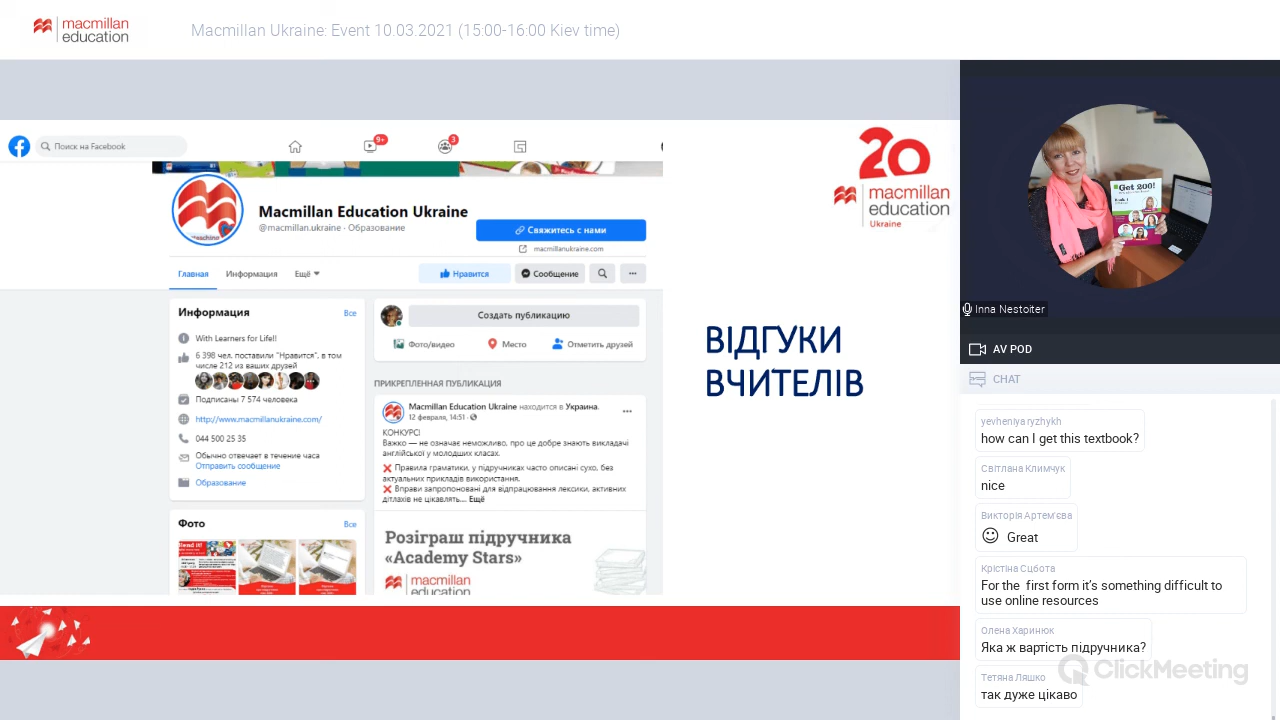 macmillan
education
Macmillan Ukraine: Event 10.03.2021 (15:00-16:00 Kiev time)
Поиск на Facebook
9+
3
Macmillan Education Ukraine
@macmillan.ukraine · Образование
Свяжитесь с нами
macmillanukraine.com
Главная
Информация
Ещё
Нравится
Сообщение
Информация
Все
With Learners for Life!!
6 398 чел. поставили "Нравится", в том
числе 212 из ваших друзей
Подписаны 7 574 человека
http://www.macmillanukraine.com/
044 500 25 35
Обычно отвечает в течение часа
Отправить сообщение
Образование
Фото
Все
Read it!
Создать публикацию
Фото/видео
Место
Отметить друзей
ПРИКРЕПЛЕННАЯ ПУБЛИКАЦИЯ
Macmillan Education Ukraine находится в Украина.
12 февраля, 14:51 ·
КОНКУРС!
Важко — не означає неможливо, про це добре знають викладачі
англійської у молодших класах.
❌ Правила граматики, у підручниках часто описані сухо, без
актуальних прикладів використання.
❌ Вправи запропоновані для відпрацювання лексики, активних
дітлахів не цікавлять... Ещё
Розіграш підручника
«Academy Stars»
macmillan
education
20
macmillan
education
Ukraine
ВІДГУКИ
ВЧИТЕЛІВ
Get 200!
Inna Nestoiter
AV POD
CHAT
yevheniya ryzhykh
how can I get this textbook?
Світлана Климчук
nice
Викторія Артем'єва
Great
Крістіна Сцбота
For the first form it's something difficult to
use online resources
Олена Харинюк
Яка ж вартість підручника?
Тетяна Ляшко
так дуже цікаво
ClickMeeting